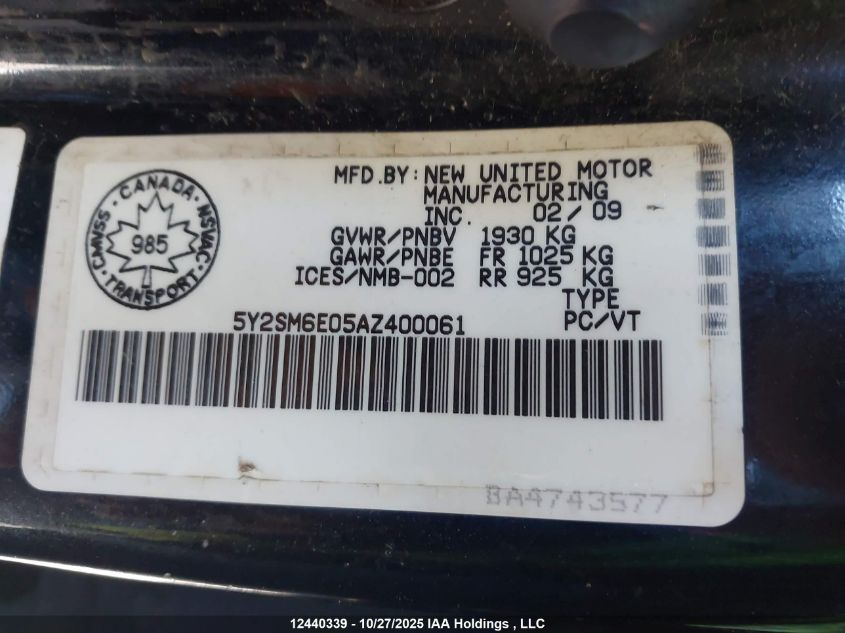 MFD.BY: NEW UNITED MOTOR
MANUFACTURING
INC. 02/09
GVWR/PNBV 1930 KG
GAWR/PNBE FR 1025 KG
ICES/NMB-002 RR 925 KG
TYPE
PC/VT
CANADA
CMVSS · NSVAC
985
TRANSPORT
5Y2SM6E05AZ400061
BA4743577
12440339 - 10/27/2025 IAA Holdings , LLC